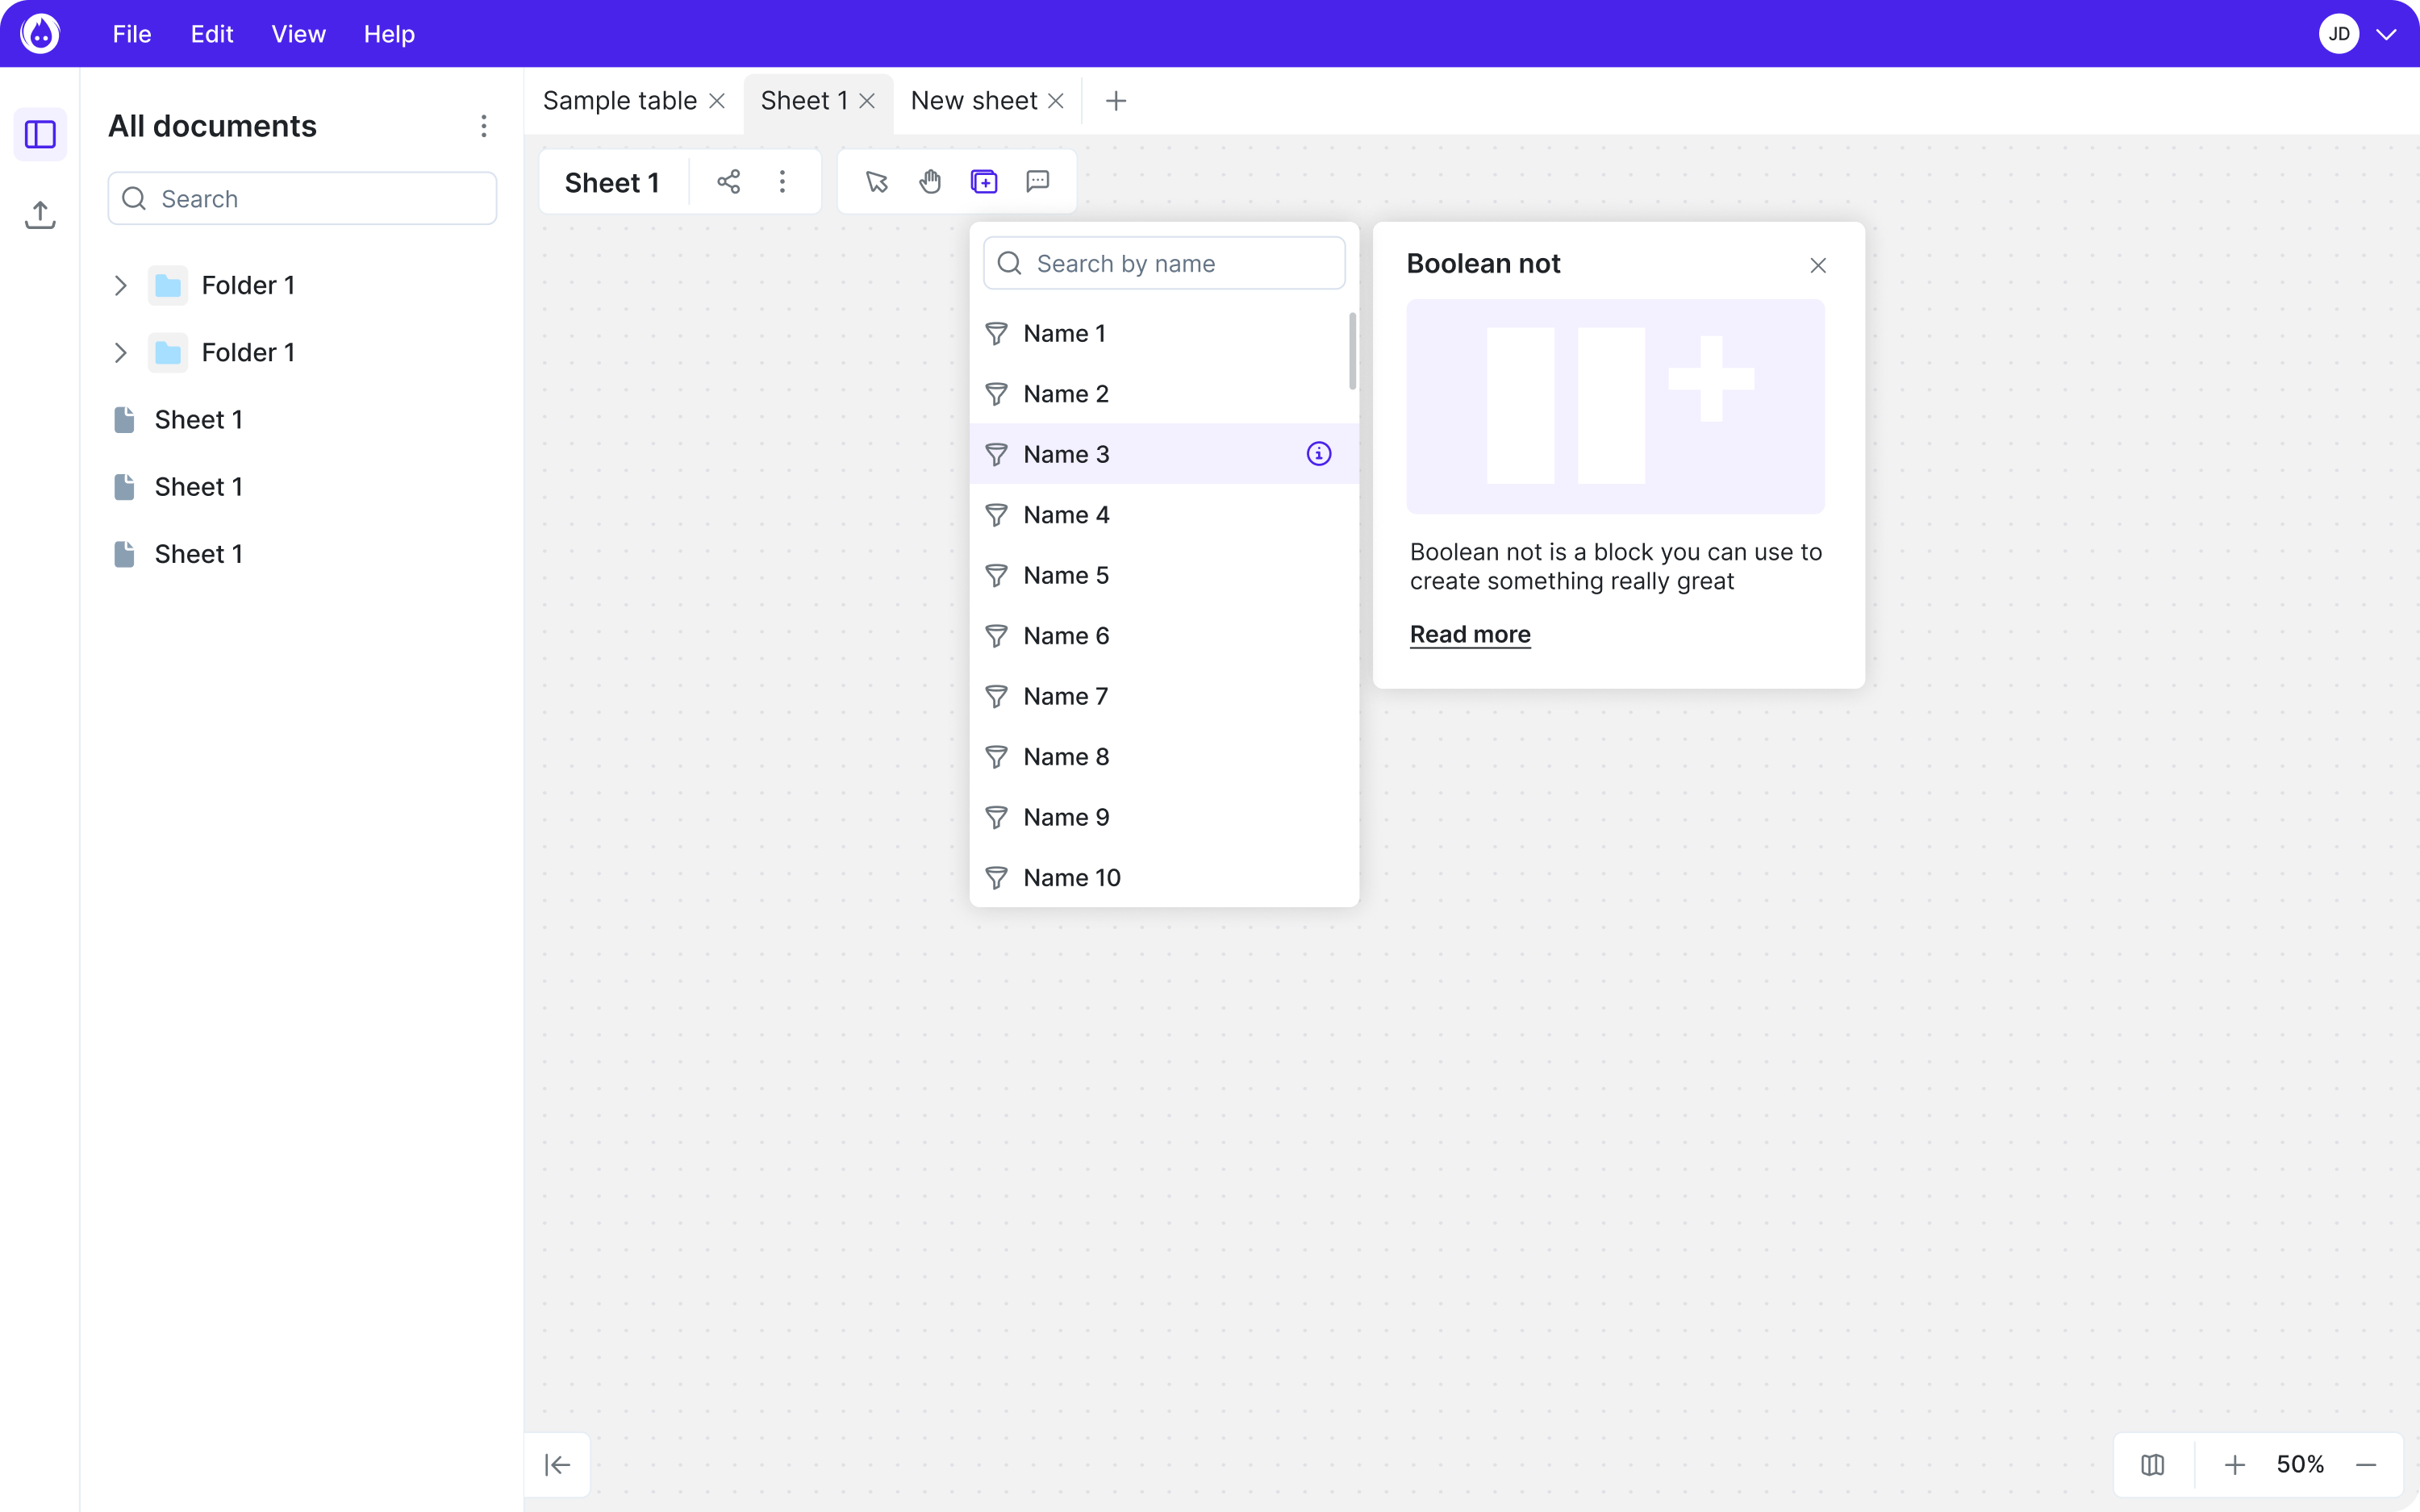 File Edit View Help JD
All documents
Search
Folder 1
Folder 1
Sheet 1
Sheet 1
Sheet 1
Sample table Sheet 1 New sheet
Sheet 1
Search by name
Name 1
Name 2
Name 3
Name 4
Name 5
Name 6
Name 7
Name 8
Name 9
Name 10
Boolean not
Boolean not is a block you can use to
create something really great
Read more
50%